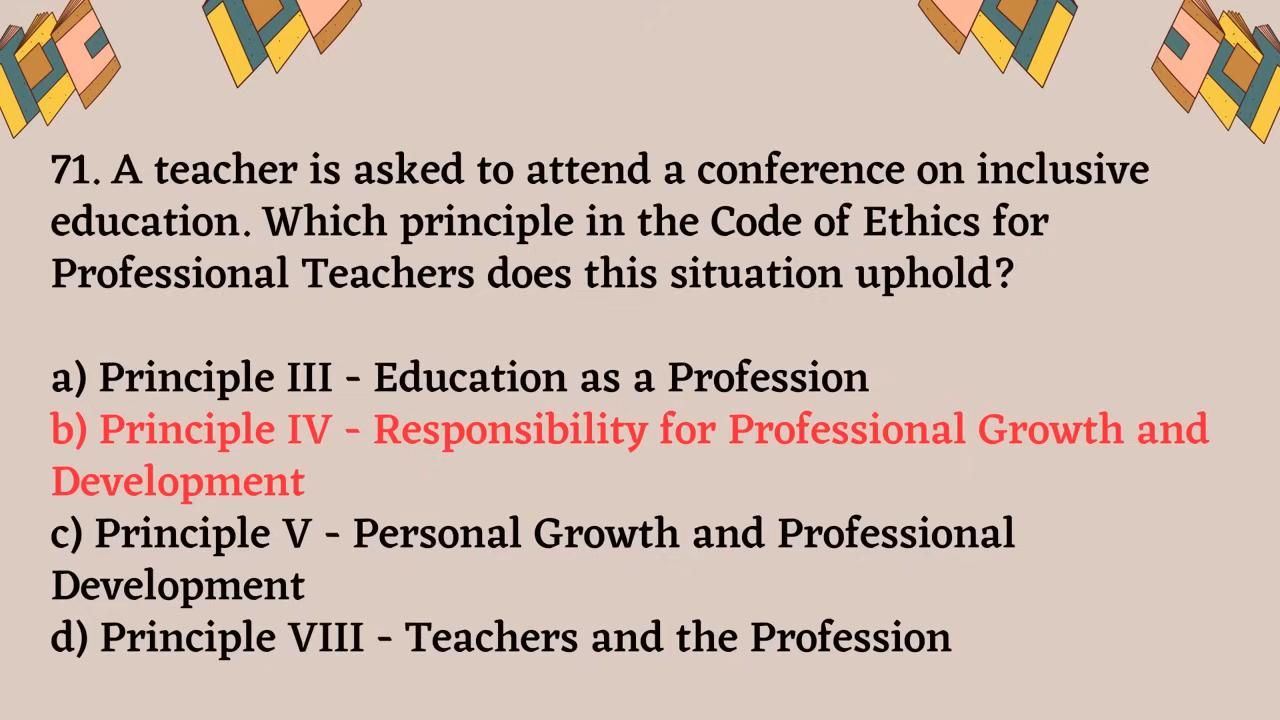 71. A teacher is asked to attend a conference on inclusive
education. Which principle in the Code of Ethics for
Professional Teachers does this situation uphold?
a) Principle III - Education as a Profession
b) Principle IV - Responsibility for Professional Growth and
Development
c) Principle V - Personal Growth and Professional
Development
d) Principle VIII - Teachers and the Profession